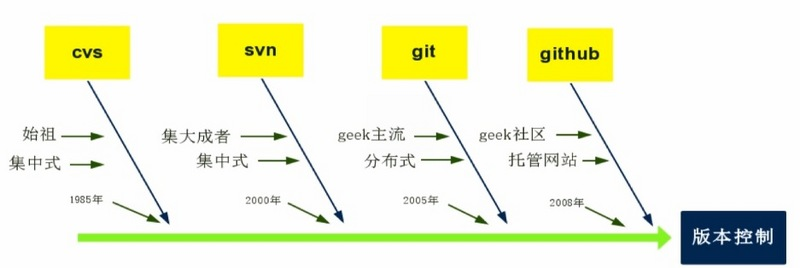 cvs
svn
git
github
始祖
集中式
1985年
集大成者
集中式
2000年
geek主流
分布式
2005年
geek社区
托管网站
2008年
版本控制